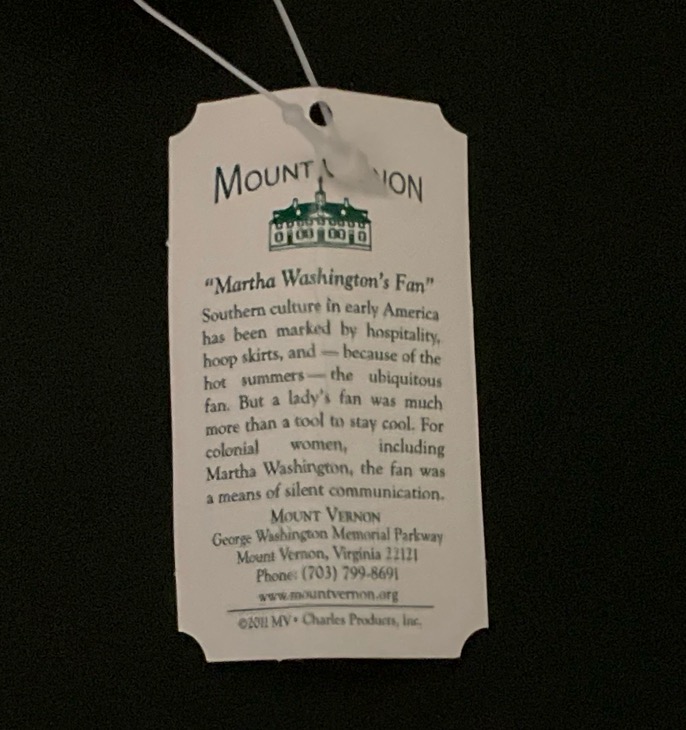 MOUNT V   NON
"Martha Washington's Fan"
Southern culture in early America
has been marked by hospitality,
hoop skirts, and — because of the
hot summers — the ubiquitous
fan. But a lady's fan was much
more than a tool to stay cool. For
colonial women, including
Martha Washington, the fan was
a means of silent communication.
MOUNT VERNON
George Washington Memorial Parkway
Mount Vernon, Virginia 22121
Phone: (703) 799-8691
www.mountvernon.org
©2011 MV • Charles Products, Inc.